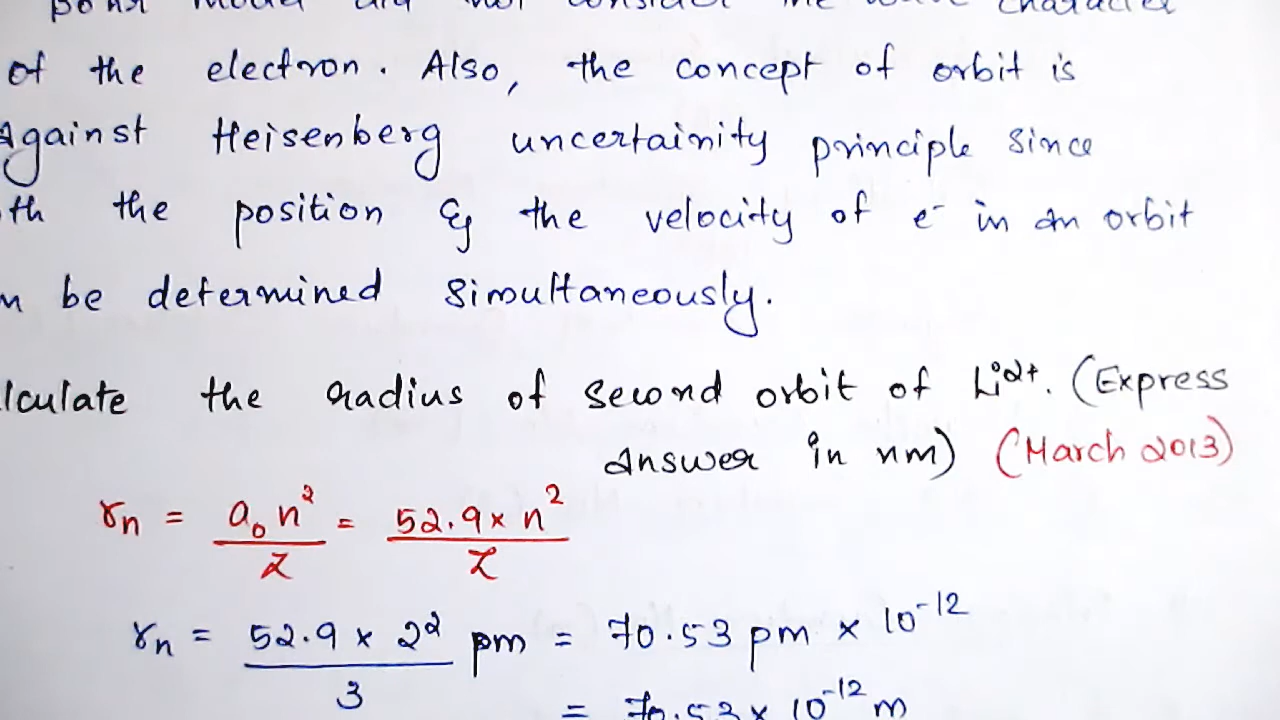 of the electron. Also, the concept of orbit is
Against Heisenberg uncertainity principle since
th the position & the velocity of e⁻ in an orbit
be determined simultaneously.
lculate the radius of second orbit of Li²⁺. (Express
answer in nm) (March 2013)
rₙ = a₀n²/Z = 52.9 × n²/Z
rₙ = 52.9 × 2²/3 pm = 70.53 pm × 10⁻¹²
= 70.53 × 10⁻¹² m